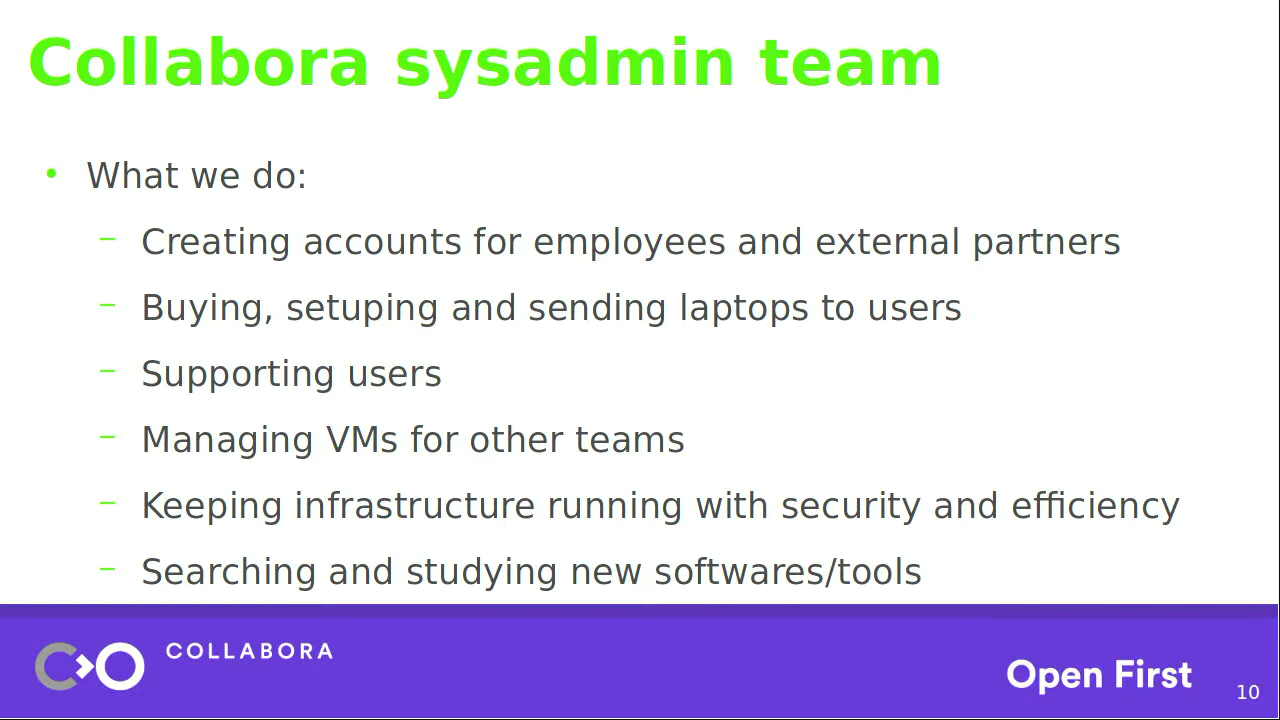 Collabora sysadmin team
• What we do:
– Creating accounts for employees and external partners
– Buying, setuping and sending laptops to users
– Supporting users
– Managing VMs for other teams
– Keeping infrastructure running with security and efficiency
– Searching and studying new softwares/tools
COLLABORA
Open First
10